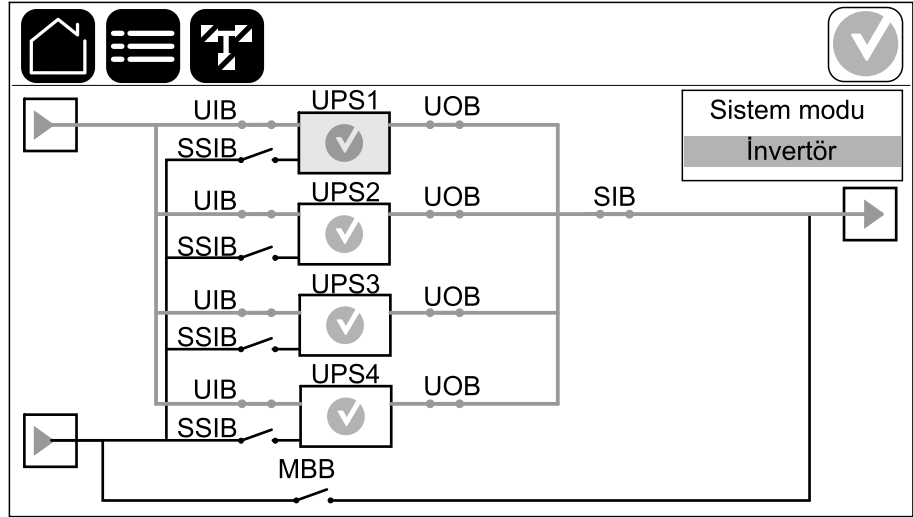 UIB UPS1 UOB
Sistem modu
SSIB
İnvertör
UIB UPS2 UOB SIB
SSIB
UIB UPS3 UOB
SSIB
UIB UPS4 UOB
SSIB
MBB